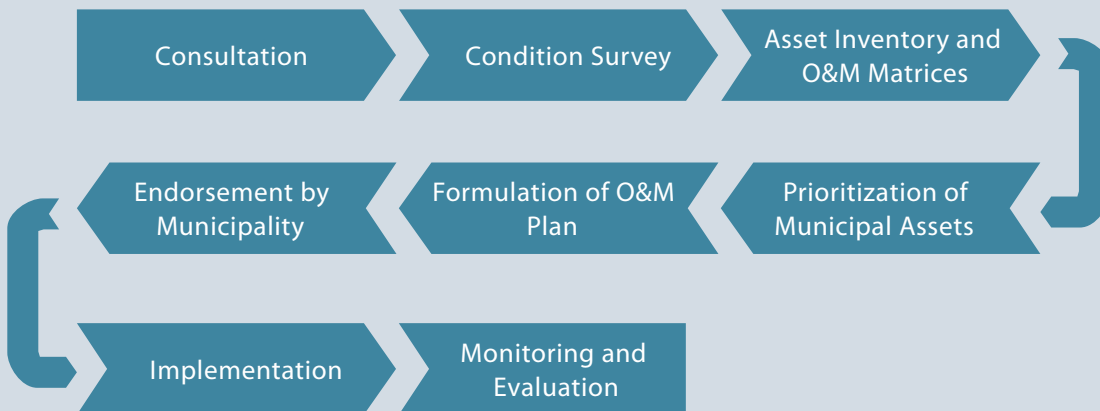 Consultation
Condition Survey
Asset Inventory and
O&M Matrices
Prioritization of
Municipal Assets
Formulation of O&M
Plan
Endorsement by
Municipality
Implementation
Monitoring and
Evaluation